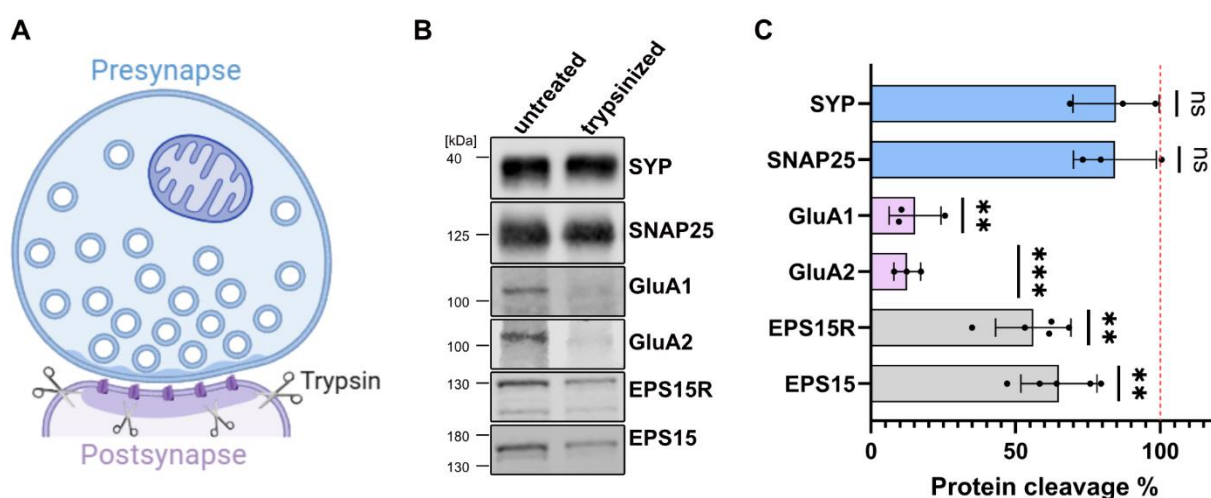 A
Presynapse
Trypsin
Postsynapse
B
untreated
trypsinized
[kDa]
40
SYP
125
SNAP25
100
GluA1
100
GluA2
130
EPS15R
180
EPS15
130
C
SYP
ns
SNAP25
ns
GluA1
**
GluA2
***
EPS15R
**
EPS15
**
0 50 100
Protein cleavage %